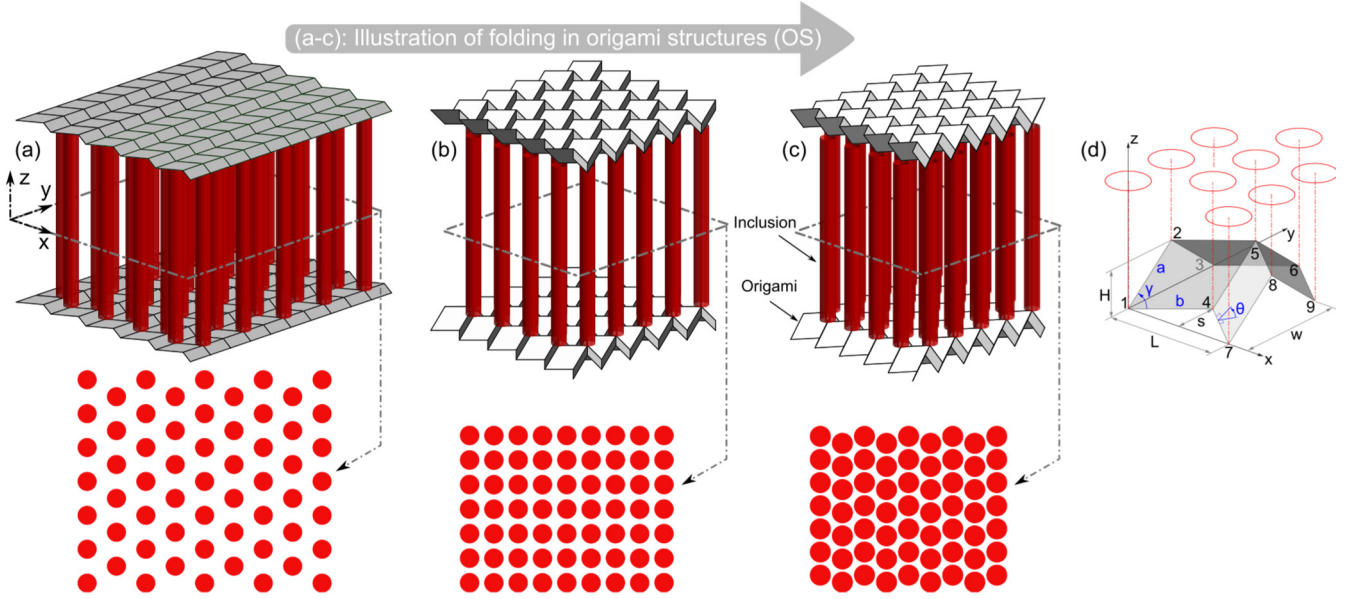 (a-c): Illustration of folding in origami structures (OS)
(a)
(b)
(c)
(d)
z
y
x
Inclusion
Origami
z
2
5
y
3
6
a
8
H
γ
1
b
4
θ
9
s
w
L
7
x